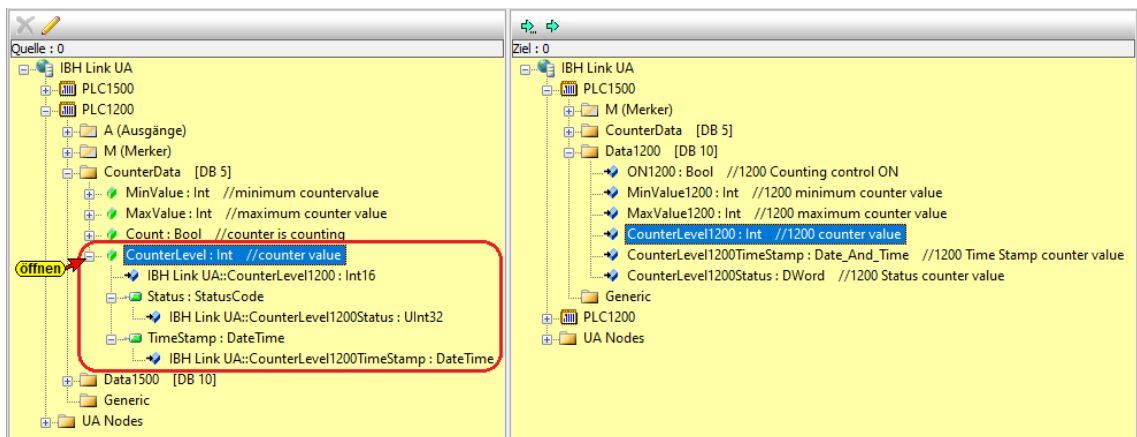 Quelle : 0
IBH Link UA
PLC1500
PLC1200
A (Ausgänge)
M (Merker)
CounterData [DB 5]
MinValue : Int //minimum countervalue
MaxValue : Int //maximum counter value
Count : Bool //counter is counting
CounterLevel : Int //counter value
öffnen
IBH Link UA::CounterLevel1200 : Int16
Status : StatusCode
IBH Link UA::CounterLevel1200Status : UInt32
TimeStamp : DateTime
IBH Link UA::CounterLevel1200TimeStamp : DateTime
Data1500 [DB 10]
Generic
UA Nodes
Ziel : 0
IBH Link UA
PLC1500
M (Merker)
CounterData [DB 5]
Data1200 [DB 10]
ON1200 : Bool //1200 Counting control ON
MinValue1200 : Int //1200 minimum counter value
MaxValue1200 : Int //1200 maximum counter value
CounterLevel1200 : Int //1200 counter value
CounterLevel1200TimeStamp : Date_And_Time //1200 Time Stamp counter value
CounterLevel1200Status : DWord //1200 Status counter value
Generic
PLC1200
UA Nodes